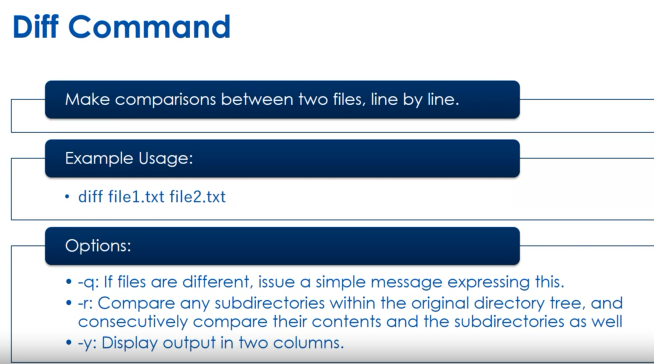 Diff Command
Make comparisons between two files, line by line.
Example Usage:
• diff file1.txt file2.txt
Options:
• -q: If files are different, issue a simple message expressing this.
• -r: Compare any subdirectories within the original directory tree, and
consecutively compare their contents and the subdirectories as well
• -y: Display output in two columns.